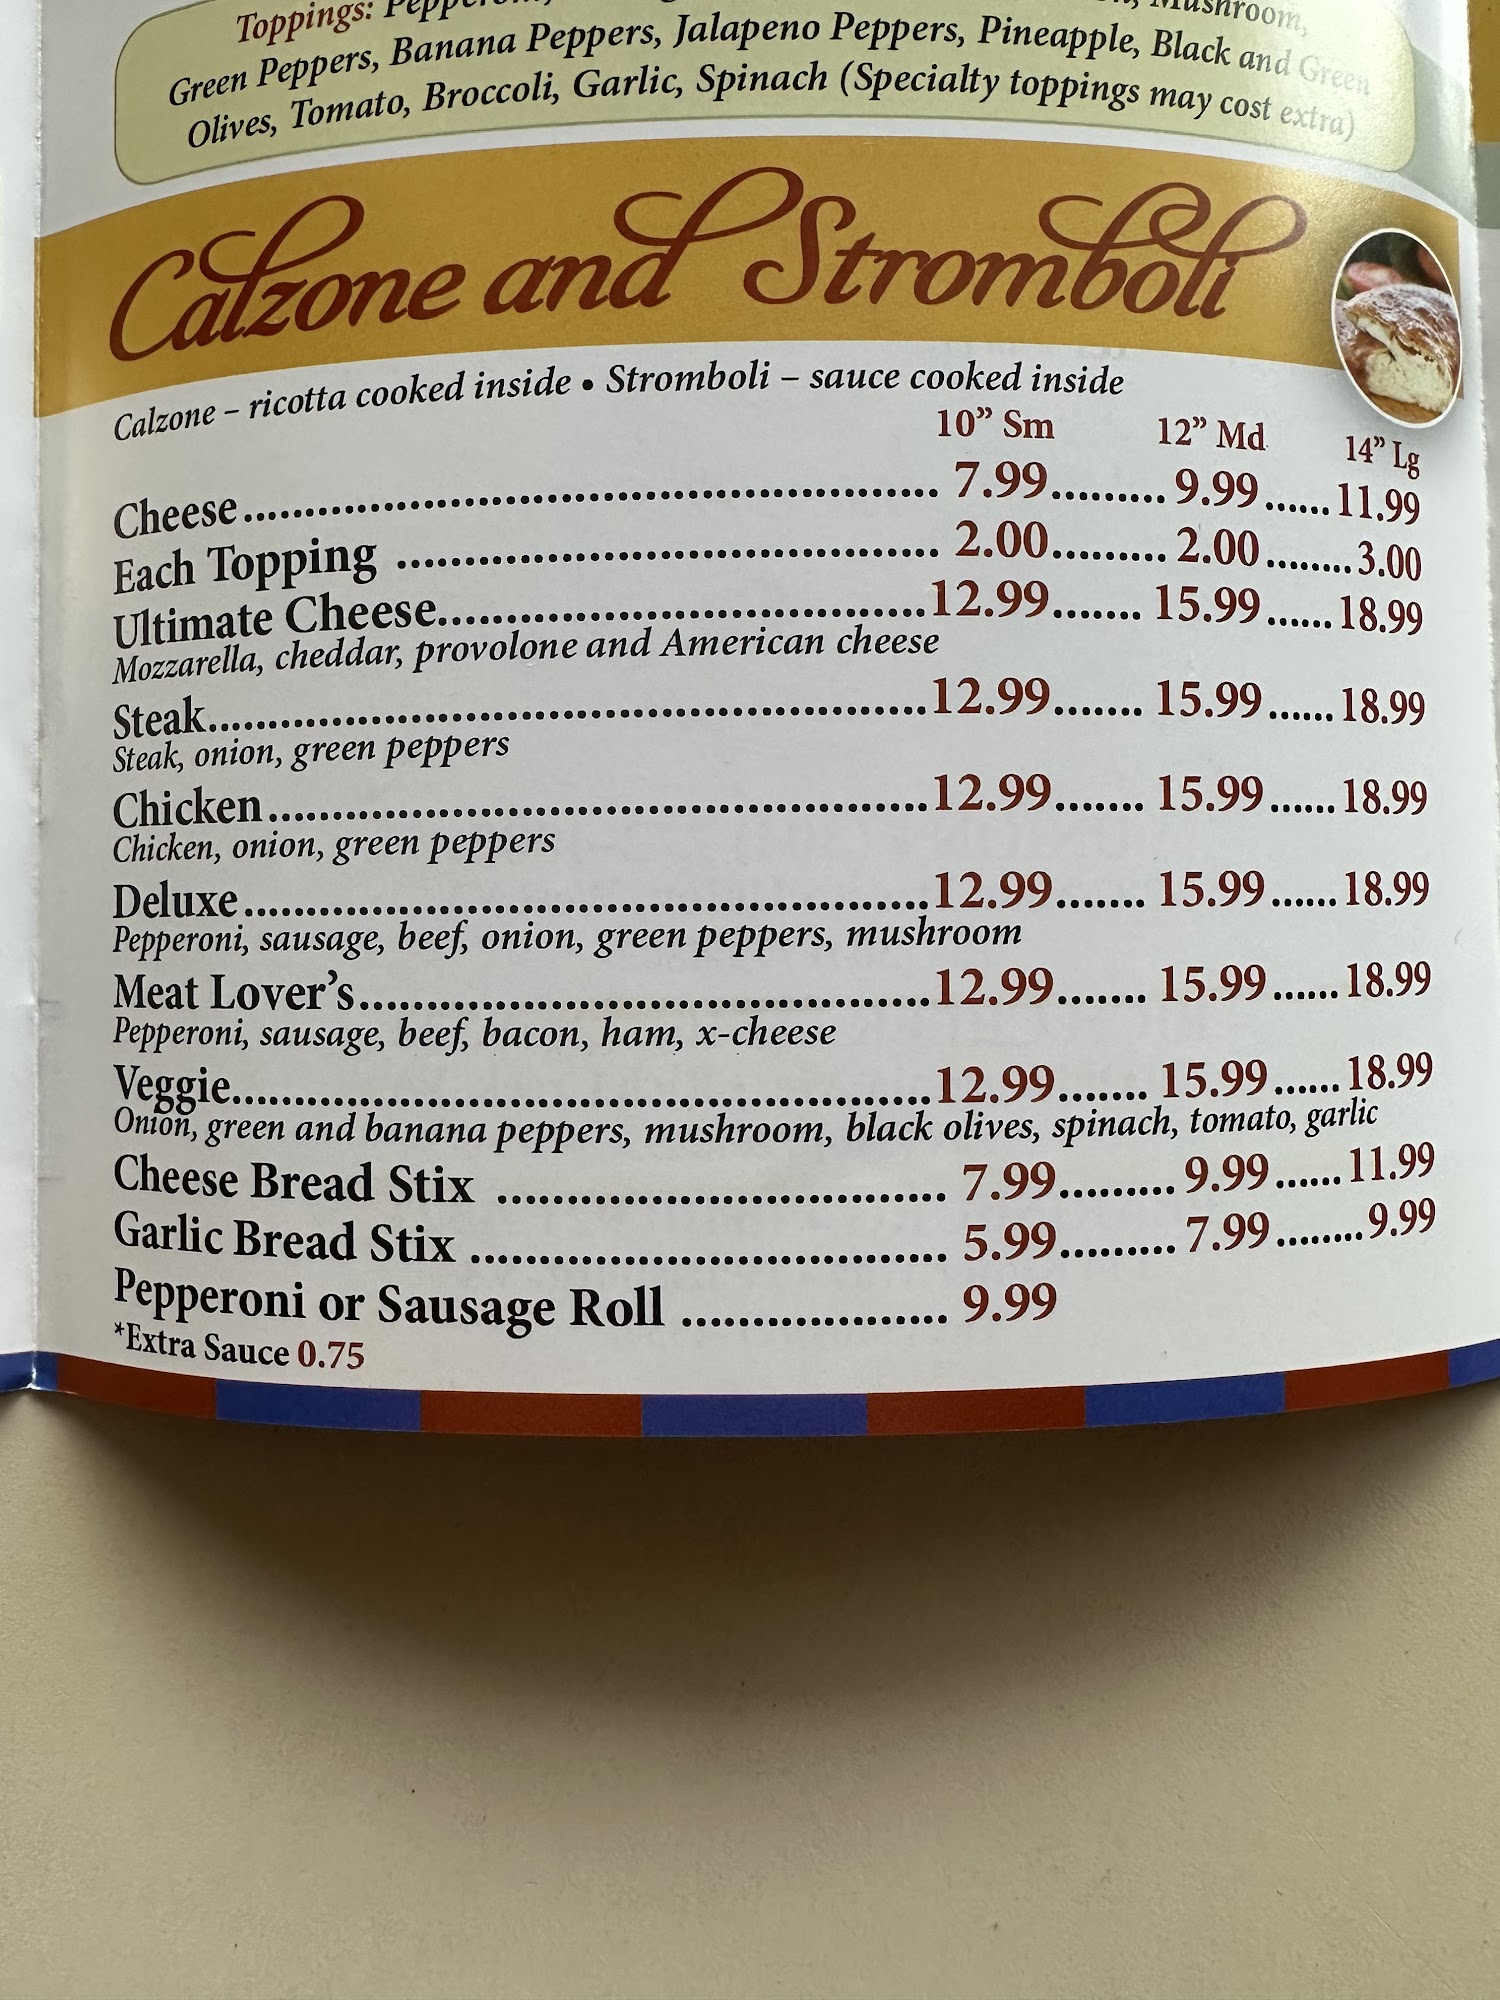 Toppings: Mushroom,
Green Peppers, Banana Peppers, Jalapeno Peppers, Pineapple, Black and Green
Olives, Tomato, Broccoli, Garlic, Spinach (Specialty toppings may cost extra)
Calzone and Stromboli
Calzone – ricotta cooked inside • Stromboli – sauce cooked inside
10” Sm 12” Md 14” Lg
Cheese 7.99 9.99 11.99
Each Topping 2.00 2.00 3.00
Ultimate Cheese 12.99 15.99 18.99
Mozzarella, cheddar, provolone and American cheese
Steak 12.99 15.99 18.99
Steak, onion, green peppers
Chicken 12.99 15.99 18.99
Chicken, onion, green peppers
Deluxe 12.99 15.99 18.99
Pepperoni, sausage, beef, onion, green peppers, mushroom
Meat Lover’s 12.99 15.99 18.99
Pepperoni, sausage, beef, bacon, ham, x-cheese
Veggie 12.99 15.99 18.99
Onion, green and banana peppers, mushroom, black olives, spinach, tomato, garlic
Cheese Bread Stix 7.99 9.99 11.99
Garlic Bread Stix 5.99 7.99 9.99
Pepperoni or Sausage Roll 9.99
*Extra Sauce 0.75